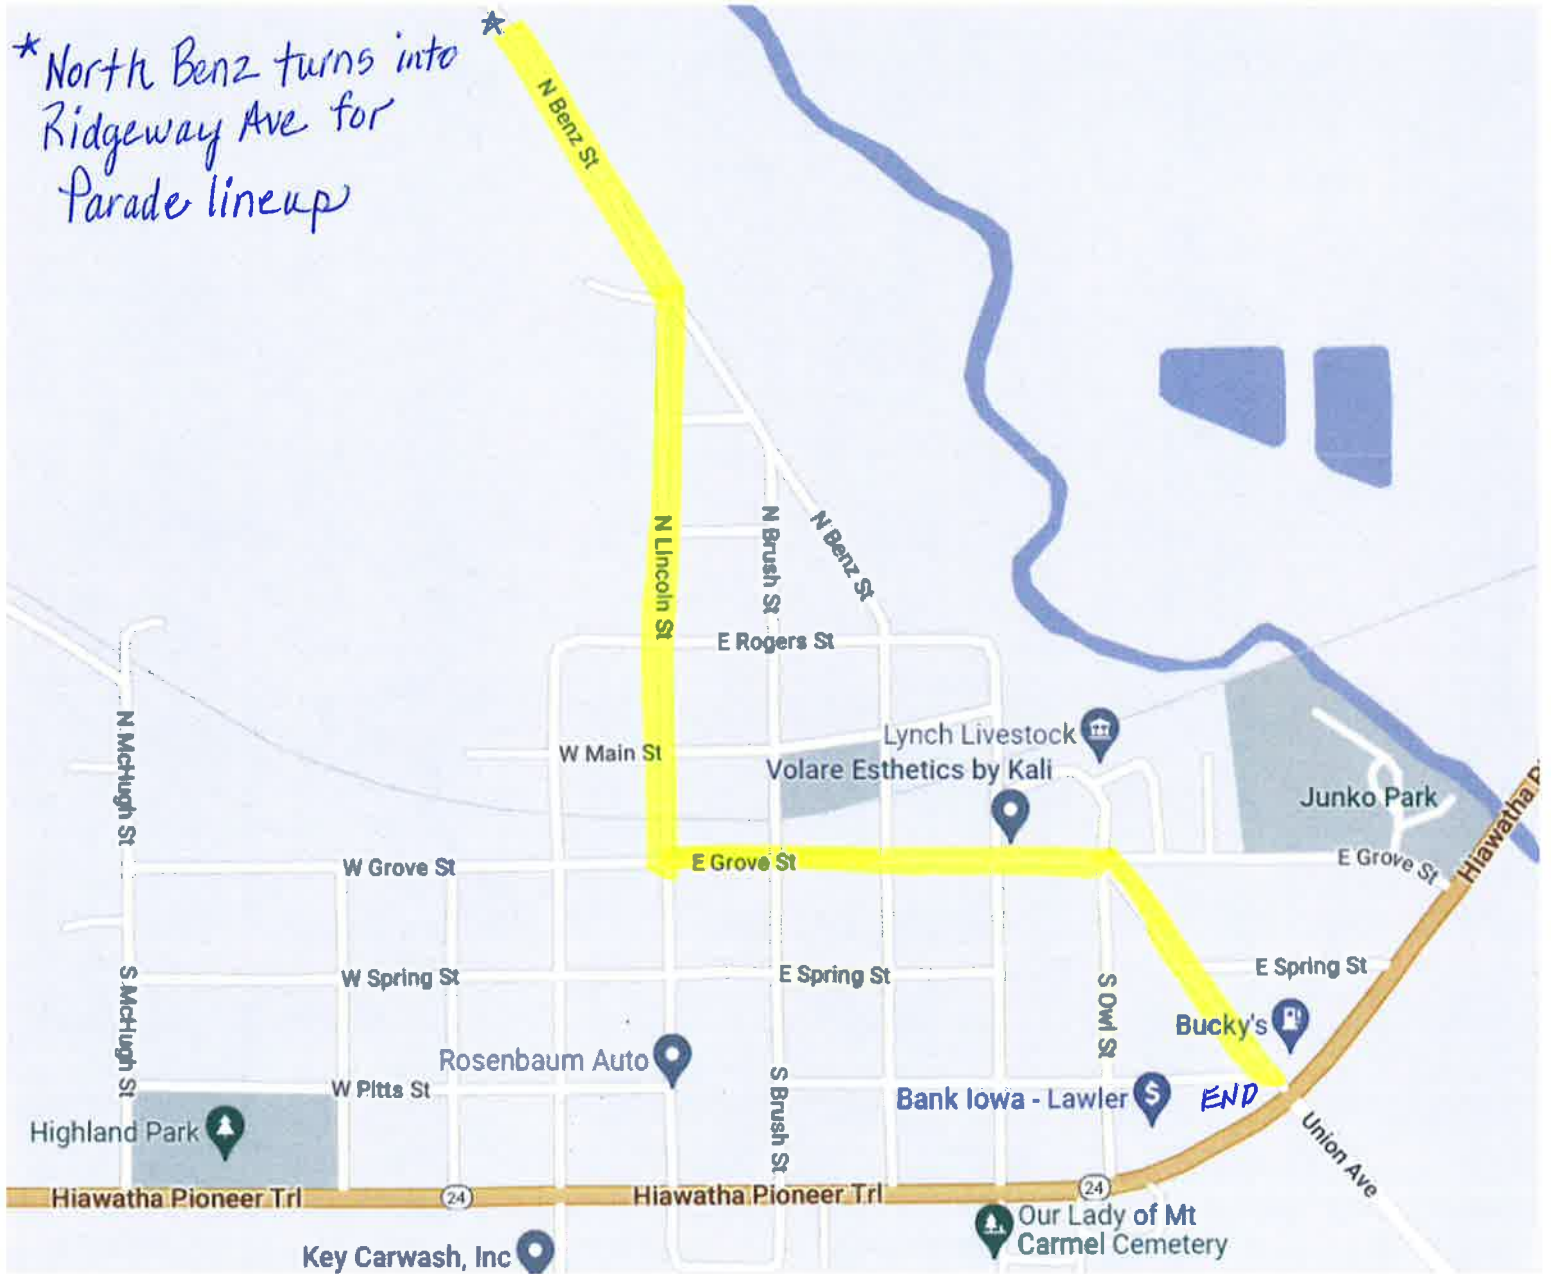 *North Benz turns into
Ridgeway Ave for
Parade lineup
N Benz St
N Lincoln St
N Brush St
N Benz St
E Rogers St
N McHugh St
W Main St
Lynch Livestock
Volare Esthetics by Kali
Junko Park
Hiawatha
W Grove St
E Grove St
E Grove St
W Spring St
E Spring St
E Spring St
S McHugh St
S Owl St
Bucky's
Rosenbaum Auto
W Pitts St
S Brush St
Bank Iowa - Lawler
$
END
Highland Park
Union Ave
Hiawatha Pioneer Trl
24
Hiawatha Pioneer Trl
24
Our Lady of Mt
Carmel Cemetery
Key Carwash, Inc